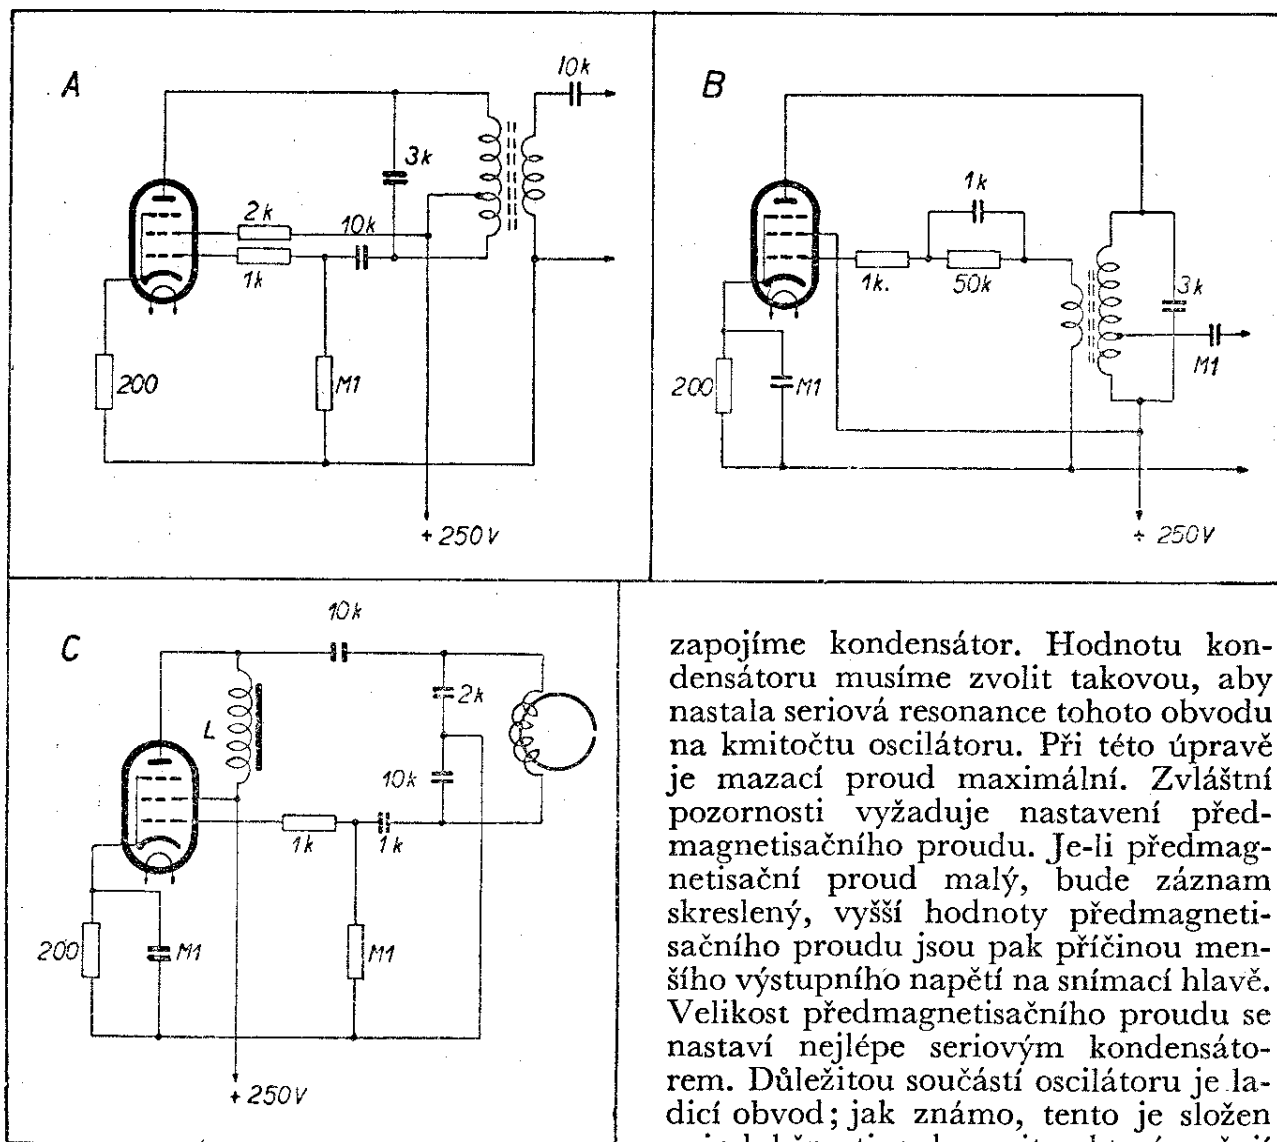 A
10k
3k
2k
10k
1k
200
M1
+ 250V
B
1k
1k.
50k
3k
M1
200
M1
+ 250V
C
10k
L
2k
10k
1k
1k
200
M1
M1
+ 250V
zapojíme kondensátor. Hodnotu kon-
densátoru musíme zvolit takovou, aby
nastala seriová resonance tohoto obvodu
na kmitočtu oscilátoru. Při této úpravě
je mazací proud maximální. Zvláštní
pozornosti vyžaduje nastavení před-
magnetisačního proudu. Je-li předmag-
netisační proud malý, bude záznam
skreslený, vyšší hodnoty předmagneti-
sačního proudu jsou pak příčinou men-
šího výstupního napětí na snímací hlavě.
Velikost předmagnetisačního proudu se
nastaví nejlépe seriovým kondensáto-
rem. Důležitou součástí oscilátoru je la-
dicí obvod; jak známo, tento je složen